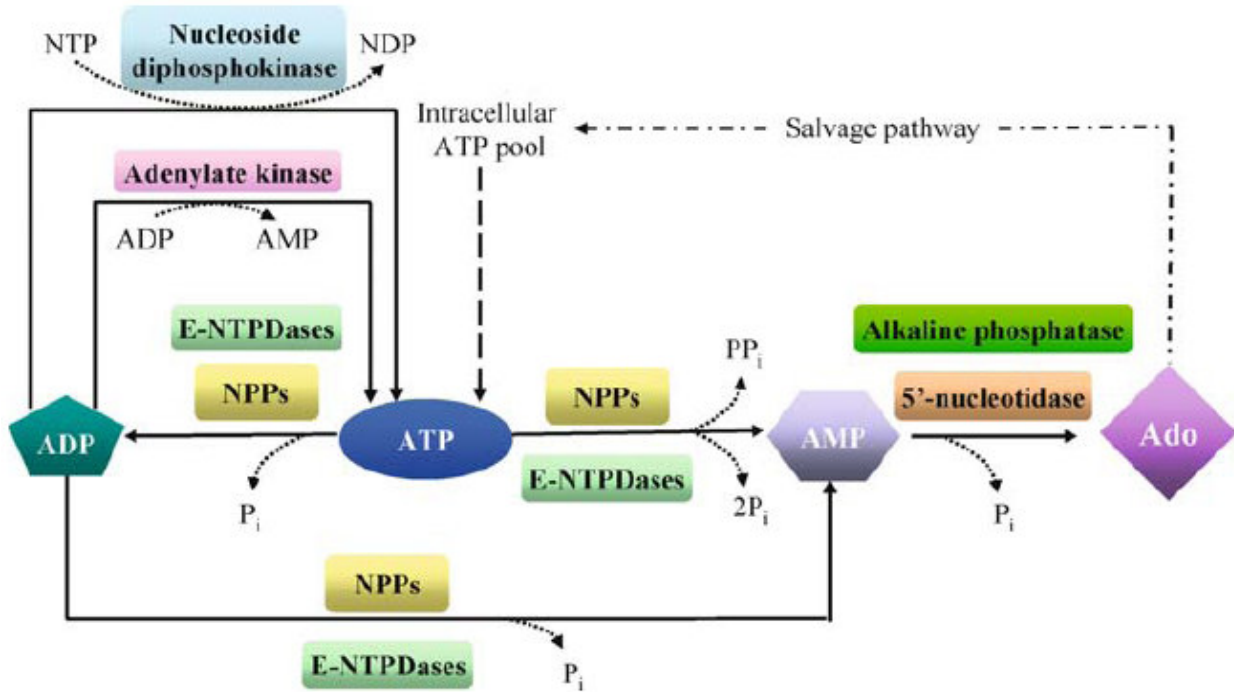 NTP
Nucleoside
diphosphokinase
NDP
Intracellular
ATP pool
Salvage pathway
Adenylate kinase
ADP
AMP
E-NTPDases
NPPs
Alkaline phosphatase
PPi
NPPs
5’-nucleotidase
ADP
ATP
AMP
Ado
E-NTPDases
Pi
2Pi
Pi
NPPs
E-NTPDases
Pi